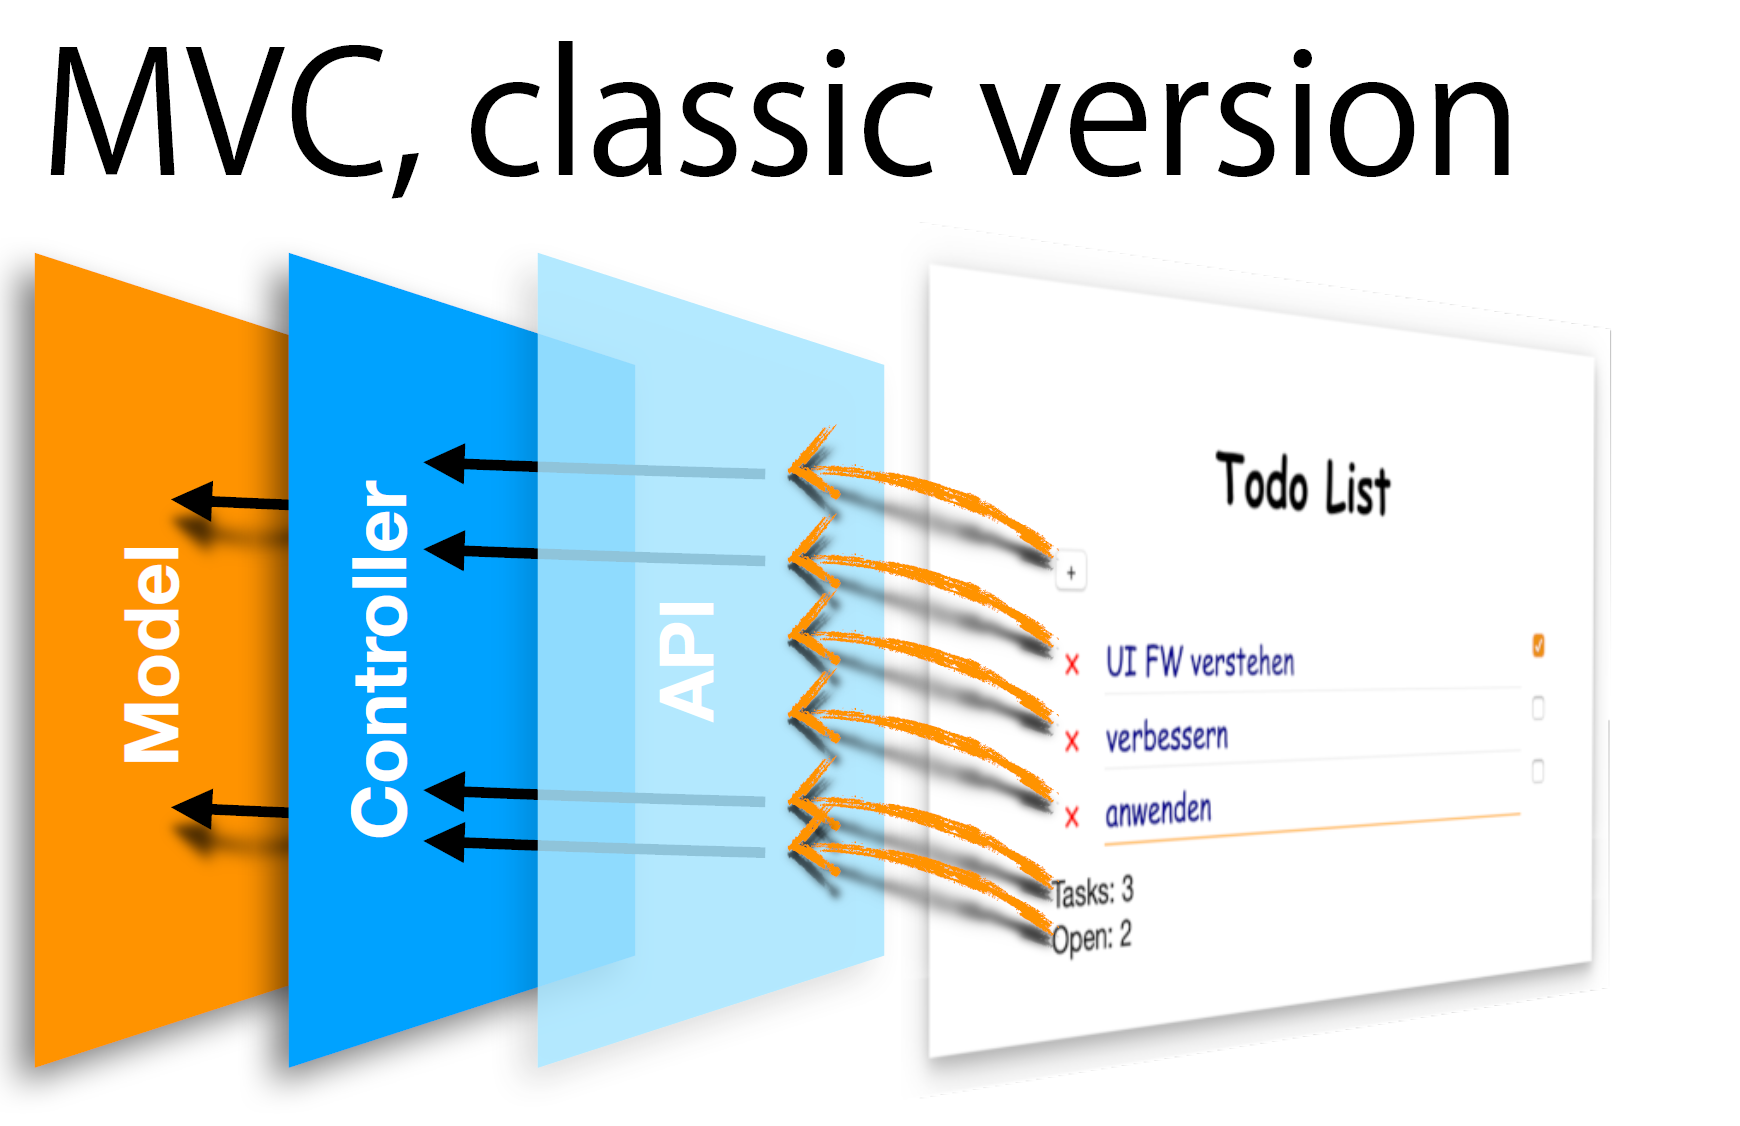 MVC, classic version
Model
Controller
API
Todo List
+
UI FW verstehen
verbessern
anwenden
Tasks: 3
Open: 2